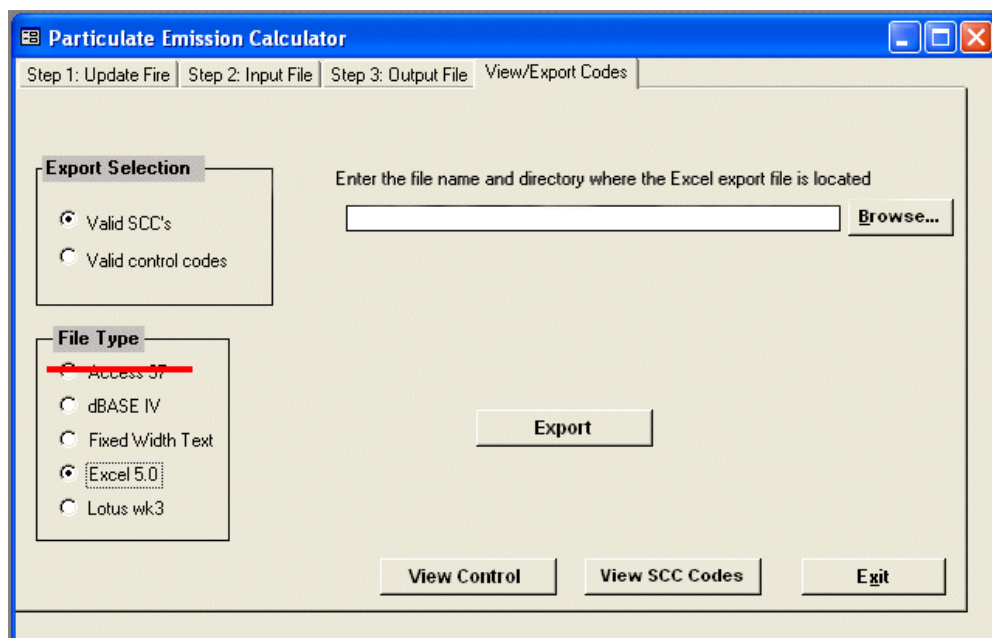 Particulate Emission Calculator
Step 1: Update Fire Step 2: Input File Step 3: Output File View/Export Codes
Export Selection
Valid SCC's
Valid control codes
Enter the file name and directory where the Excel export file is located
Browse...
File Type
Access 97
dBASE IV
Fixed Width Text
Excel 5.0
Lotus wk3
Export
View Control View SCC Codes Exit